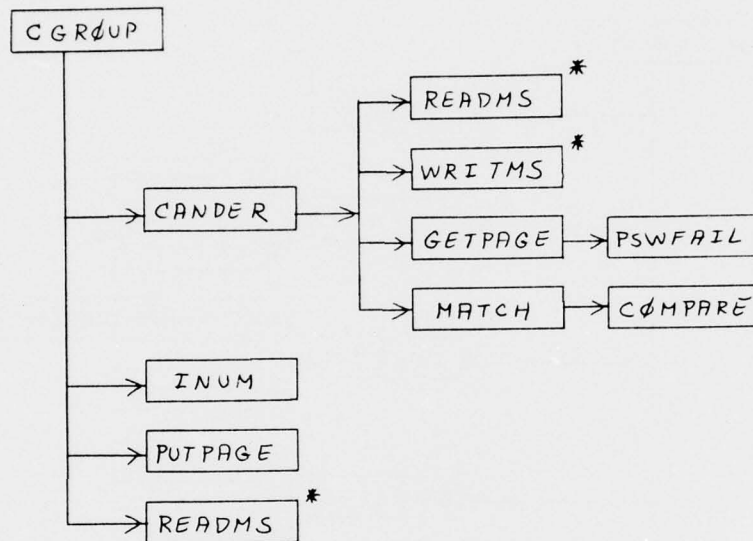 CGRØUP
READMS *
WRITMS *
CANDER
GETPAGE
PSWFAIL
MATCH
CØMPARE
INUM
PUTPAGE
READMS *